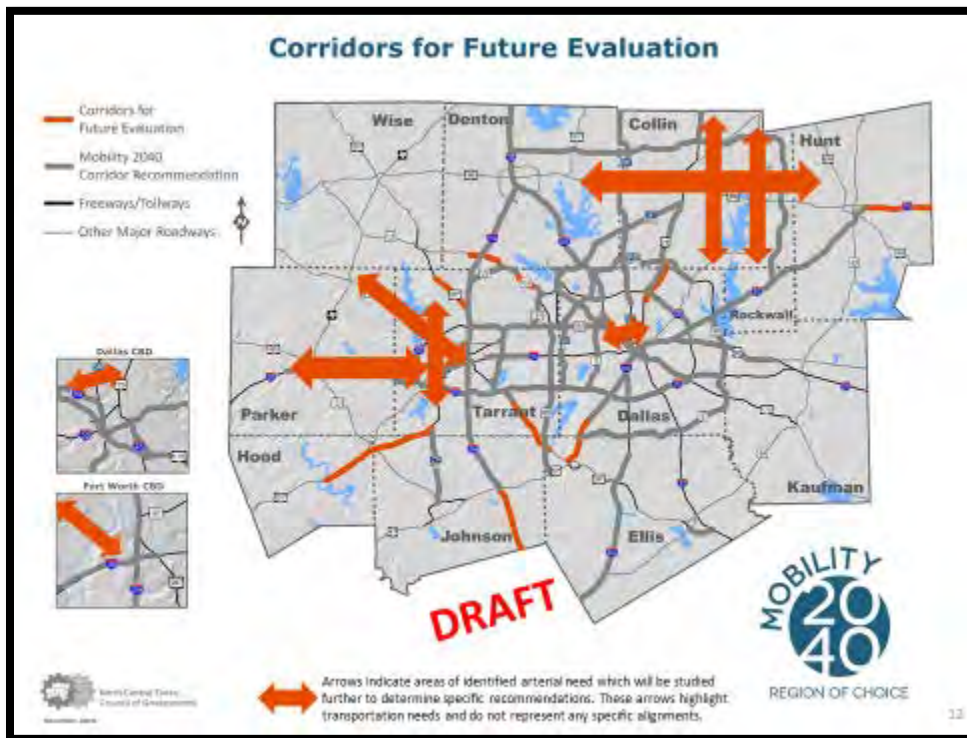 Corridors for Future Evaluation
Corridors for
Future Evaluation
Mobility 2040
Corridor Recommendation
Freeways/Tollways
Other Major Roadways
Wise
Denton
Collin
Hunt
Rockwall
Parker
Tarrant
Dallas
Hood
Kaufman
Johnson
Ellis
Dallas CBD
Fort Worth CBD
DRAFT
MOBILITY
20
40
REGION OF CHOICE
North Central Texas
Council of Governments
Arrows indicate areas of identified arterial need which will be studied
further to determine specific recommendations. These arrows highlight
transportation needs and do not represent any specific alignments.
12